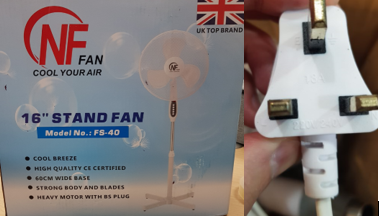 NF
FAN
COOL YOUR AIR
UK TOP BRAND
NF
16" STAND FAN
Model No.: FS-40
COOL BREEZE
HIGH QUALITY CE CERTIFIED
60CM WIDE BASE
STRONG BODY AND BLADES
HEAVY MOTOR WITH BS PLUG